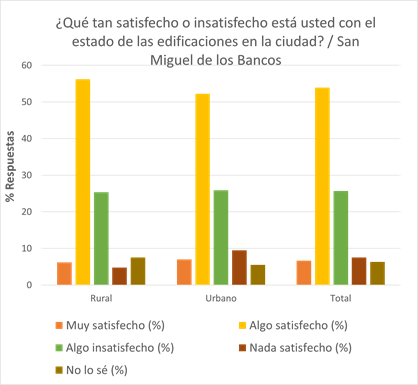 ¿Qué tan satisfecho o insatisfecho está usted con el
estado de las edificaciones en la ciudad? / San
Miguel de los Bancos
60
50
40
30
20
10
0
% Respuestas
Rural Urbano Total
Muy satisfecho (%) Algo satisfecho (%)
Algo insatisfecho (%) Nada satisfecho (%)
No lo sé (%)